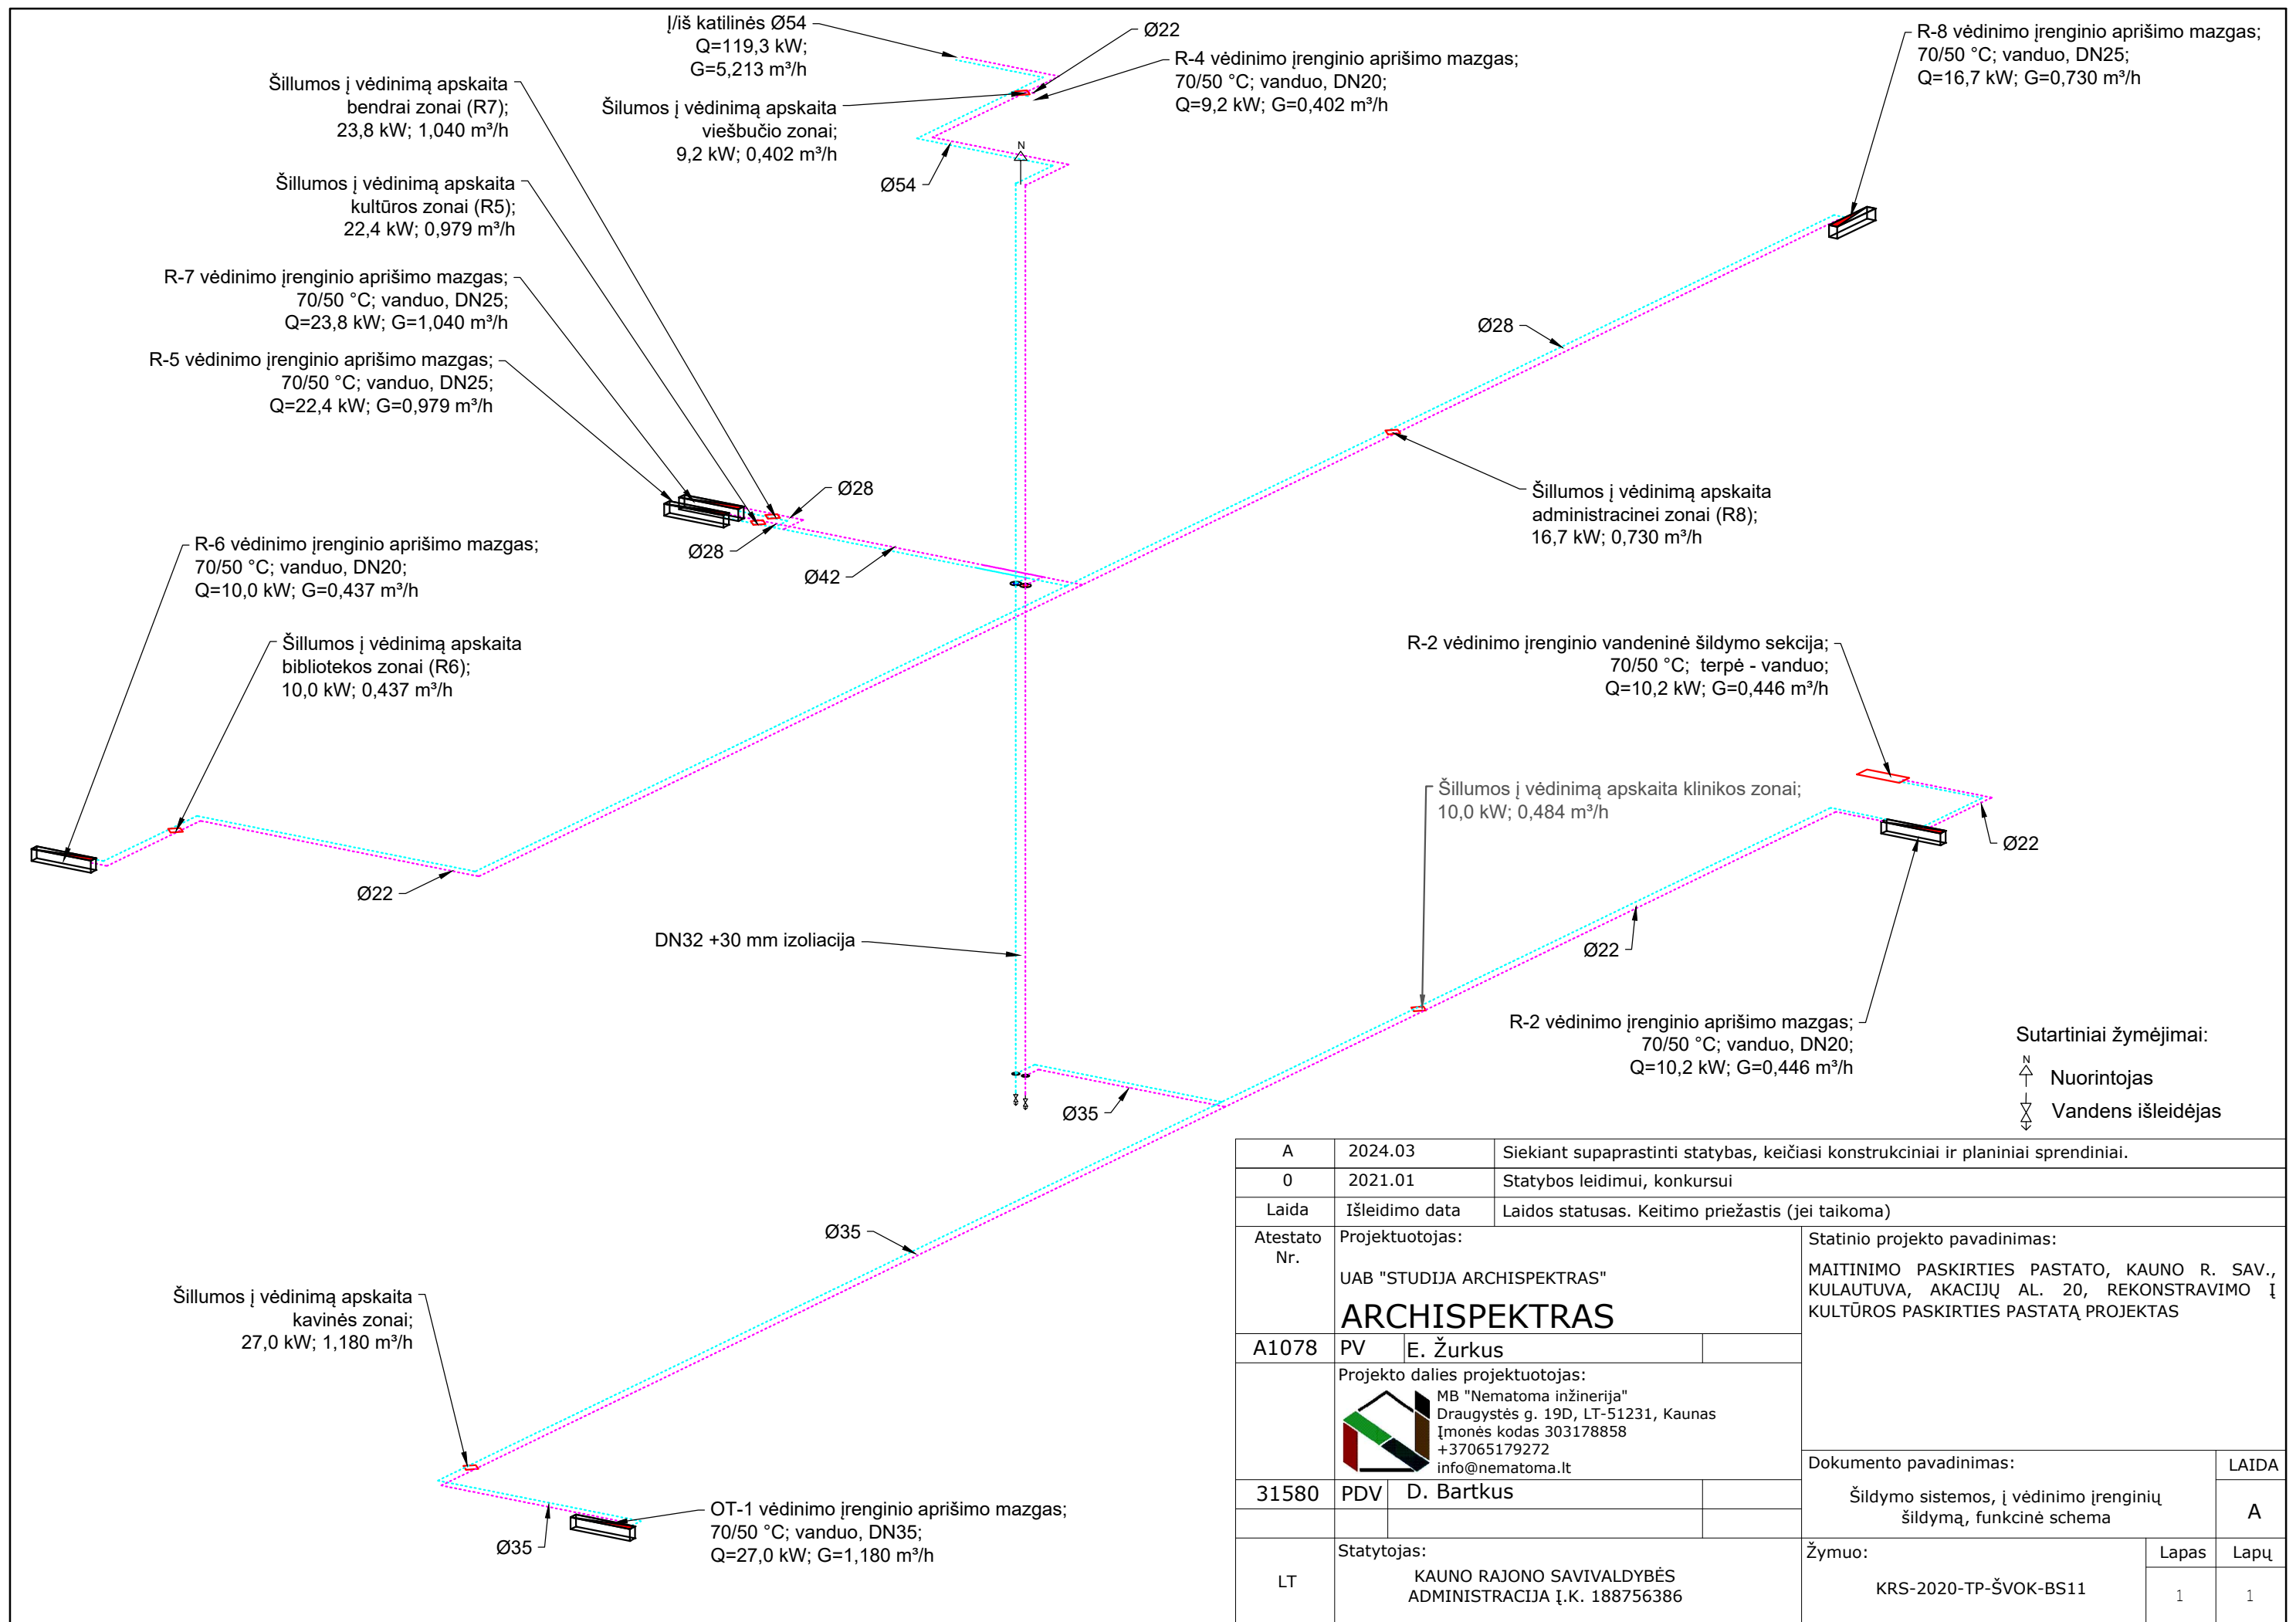 Į/iš katilinės Ø54
Q=119,3 kW;
G=5,213 m³/h
Ø22
R-4 vėdinimo įrenginio aprišimo mazgas;
70/50 °C; vanduo, DN20;
Q=9,2 kW; G=0,402 m³/h
R-8 vėdinimo įrenginio aprišimo mazgas;
70/50 °C; vanduo, DN25;
Q=16,7 kW; G=0,730 m³/h
Šillumos į vėdinimą apskaita
bendrai zonai (R7);
23,8 kW; 1,040 m³/h
Šilumos į vėdinimą apskaita
viešbučio zonai;
9,2 kW; 0,402 m³/h
N
Ø54
Šillumos į vėdinimą apskaita
kultūros zonai (R5);
22,4 kW; 0,979 m³/h
R-7 vėdinimo įrenginio aprišimo mazgas;
70/50 °C; vanduo, DN25;
Q=23,8 kW; G=1,040 m³/h
R-5 vėdinimo įrenginio aprišimo mazgas;
70/50 °C; vanduo, DN25;
Q=22,4 kW; G=0,979 m³/h
Ø28
Ø28
Ø28
Ø42
Šillumos į vėdinimą apskaita
administracinei zonai (R8);
16,7 kW; 0,730 m³/h
R-6 vėdinimo įrenginio aprišimo mazgas;
70/50 °C; vanduo, DN20;
Q=10,0 kW; G=0,437 m³/h
Šillumos į vėdinimą apskaita
bibliotekos zonai (R6);
10,0 kW; 0,437 m³/h
R-2 vėdinimo įrenginio vandeninė šildymo sekcija;
70/50 °C; terpė - vanduo;
Q=10,2 kW; G=0,446 m³/h
Šillumos į vėdinimą apskaita klinikos zonai;
10,0 kW; 0,484 m³/h
Ø22
Ø22
DN32 +30 mm izoliacija
Ø22
R-2 vėdinimo įrenginio aprišimo mazgas;
70/50 °C; vanduo, DN20;
Q=10,2 kW; G=0,446 m³/h
Ø35
Sutartiniai žymėjimai:
N
Nuorintojas
Vandens išleidėjas
Ø35
Šillumos į vėdinimą apskaita
kavinės zonai;
27,0 kW; 1,180 m³/h
OT-1 vėdinimo įrenginio aprišimo mazgas;
70/50 °C; vanduo, DN35;
Q=27,0 kW; G=1,180 m³/h
Ø35
A 2024.03 Siekiant supaprastinti statybas, keičiasi konstrukciniai ir planiniai sprendiniai.
0 2021.01 Statybos leidimui, konkursui
Laida Išleidimo data Laidos statusas. Keitimo priežastis (jei taikoma)
Atestato
Nr.
Projektuotojas:
UAB "STUDIJA ARCHISPEKTRAS"
ARCHISPEKTRAS
Statinio projekto pavadinimas:
MAITINIMO PASKIRTIES PASTATO, KAUNO R. SAV.,
KULAUTUVA, AKACIJŲ AL. 20, REKONSTRAVIMO Į
KULTŪROS PASKIRTIES PASTATĄ PROJEKTAS
A1078 PV E. Žurkus
Projekto dalies projektuotojas:
MB "Nematoma inžinerija"
Draugystės g. 19D, LT-51231, Kaunas
Įmonės kodas 303178858
+37065179272
info@nematoma.lt
31580 PDV D. Bartkus
Dokumento pavadinimas:
Šildymo sistemos, į vėdinimo įrenginių
šildymą, funkcinė schema
LAIDA
A
LT
Statytojas:
KAUNO RAJONO SAVIVALDYBĖS
ADMINISTRACIJA Į.K. 188756386
Žymuo:
KRS-2020-TP-ŠVOK-BS11
Lapas Lapų
1 1